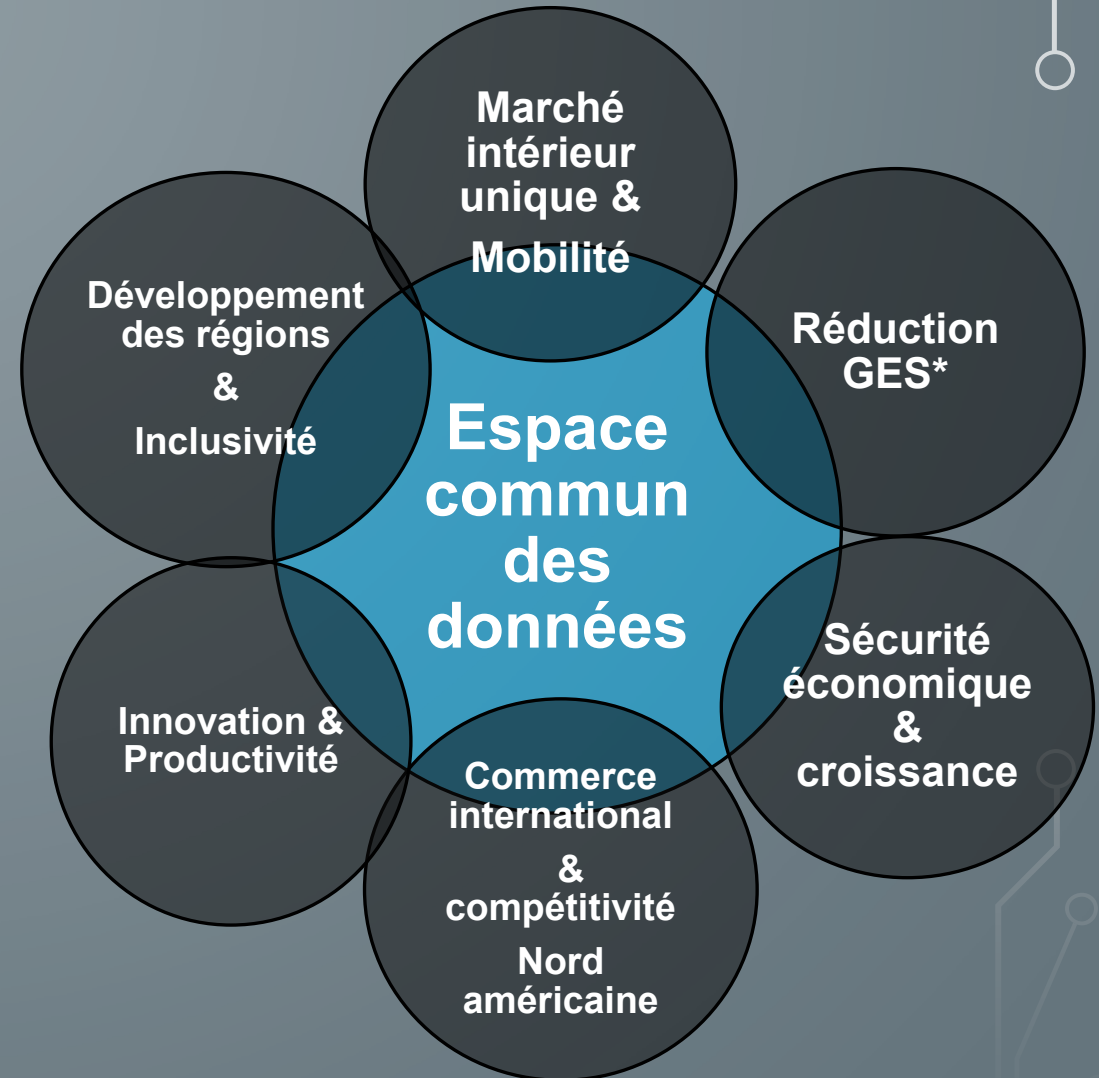 Marché
intérieur
unique &
Mobilité
Développement
des régions
&
Inclusivité
Réduction
GES*
Espace
commun
des
données
Sécurité
économique
&
croissance
Innovation &
Productivité
Commerce
international
&
compétitivité
Nord
américaine